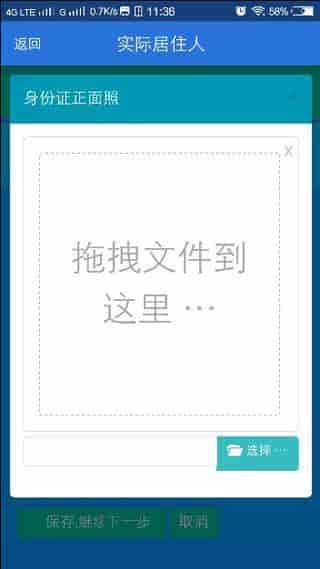 4G LTE G 0.7K/s 11:36 58%
返回 实际居住人
身份证正面照
x
拖拽文件到
这里 ...
选择 ...
保存,继续下一步 取消